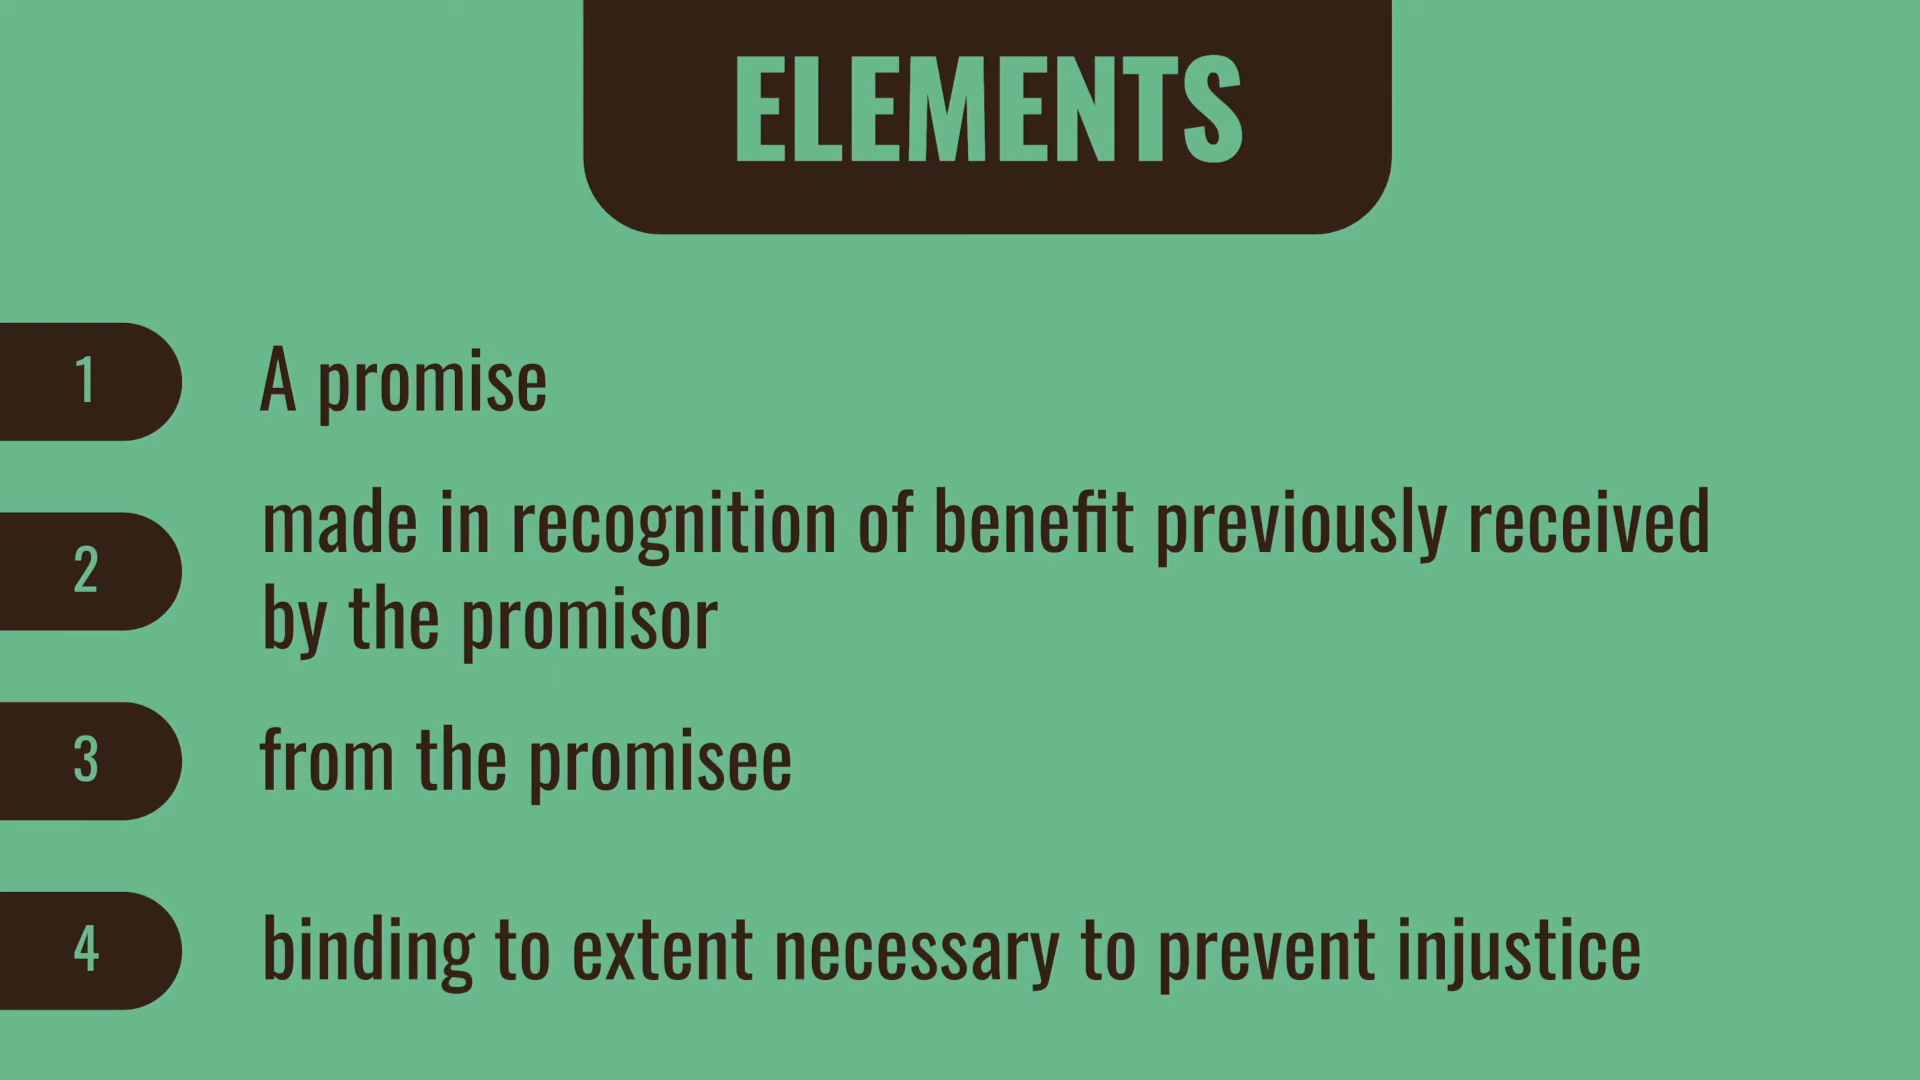 ELEMENTS
1
A promise
2
made in recognition of benefit previously received
by the promisor
3
from the promisee
4
binding to extent necessary to prevent injustice